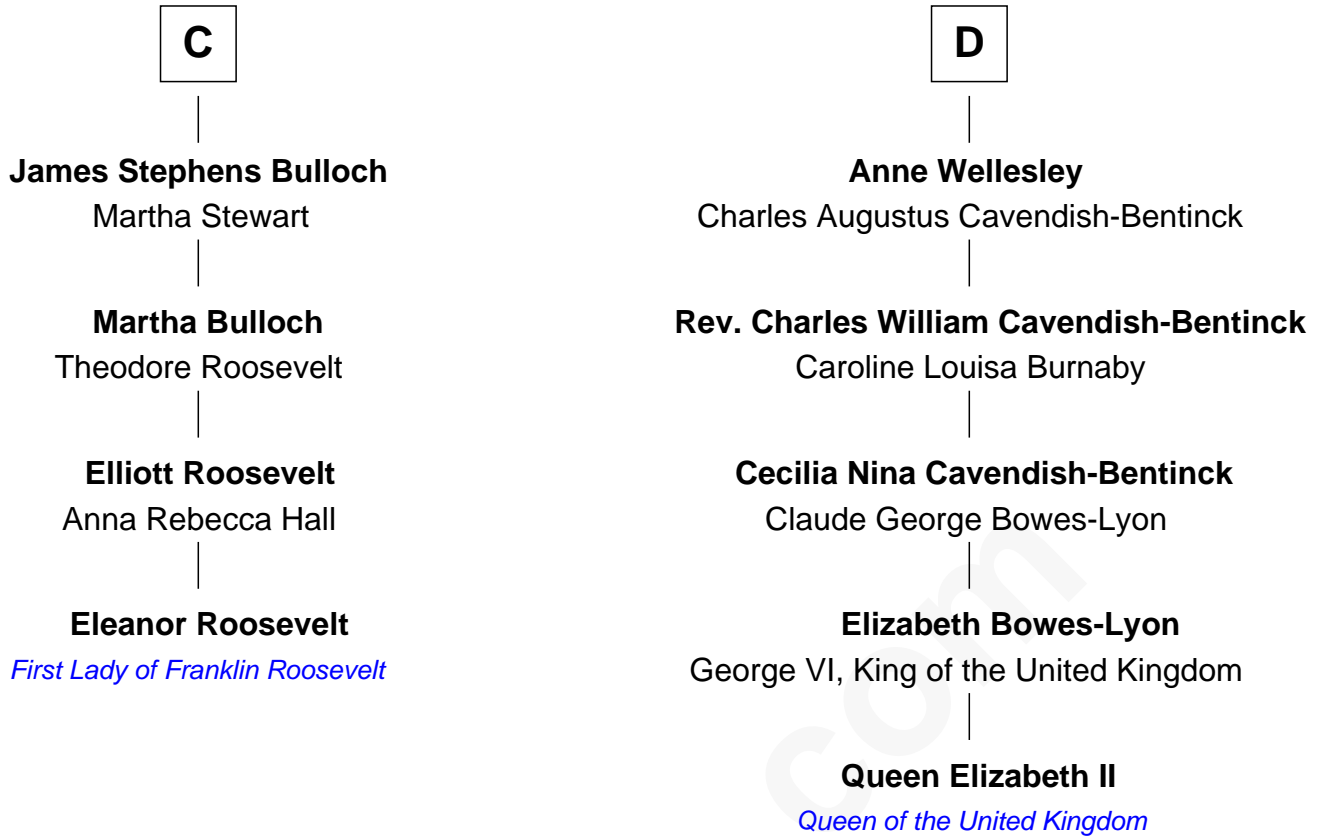 C
James Stephens Bulloch
Martha Stewart
Martha Bulloch
Theodore Roosevelt
Elliott Roosevelt
Anna Rebecca Hall
Eleanor Roosevelt
First Lady of Franklin Roosevelt
D
Anne Wellesley
Charles Augustus Cavendish-Bentinck
Rev. Charles William Cavendish-Bentinck
Caroline Louisa Burnaby
Cecilia Nina Cavendish-Bentinck
Claude George Bowes-Lyon
Elizabeth Bowes-Lyon
George VI, King of the United Kingdom
Queen Elizabeth II
Queen of the United Kingdom
com